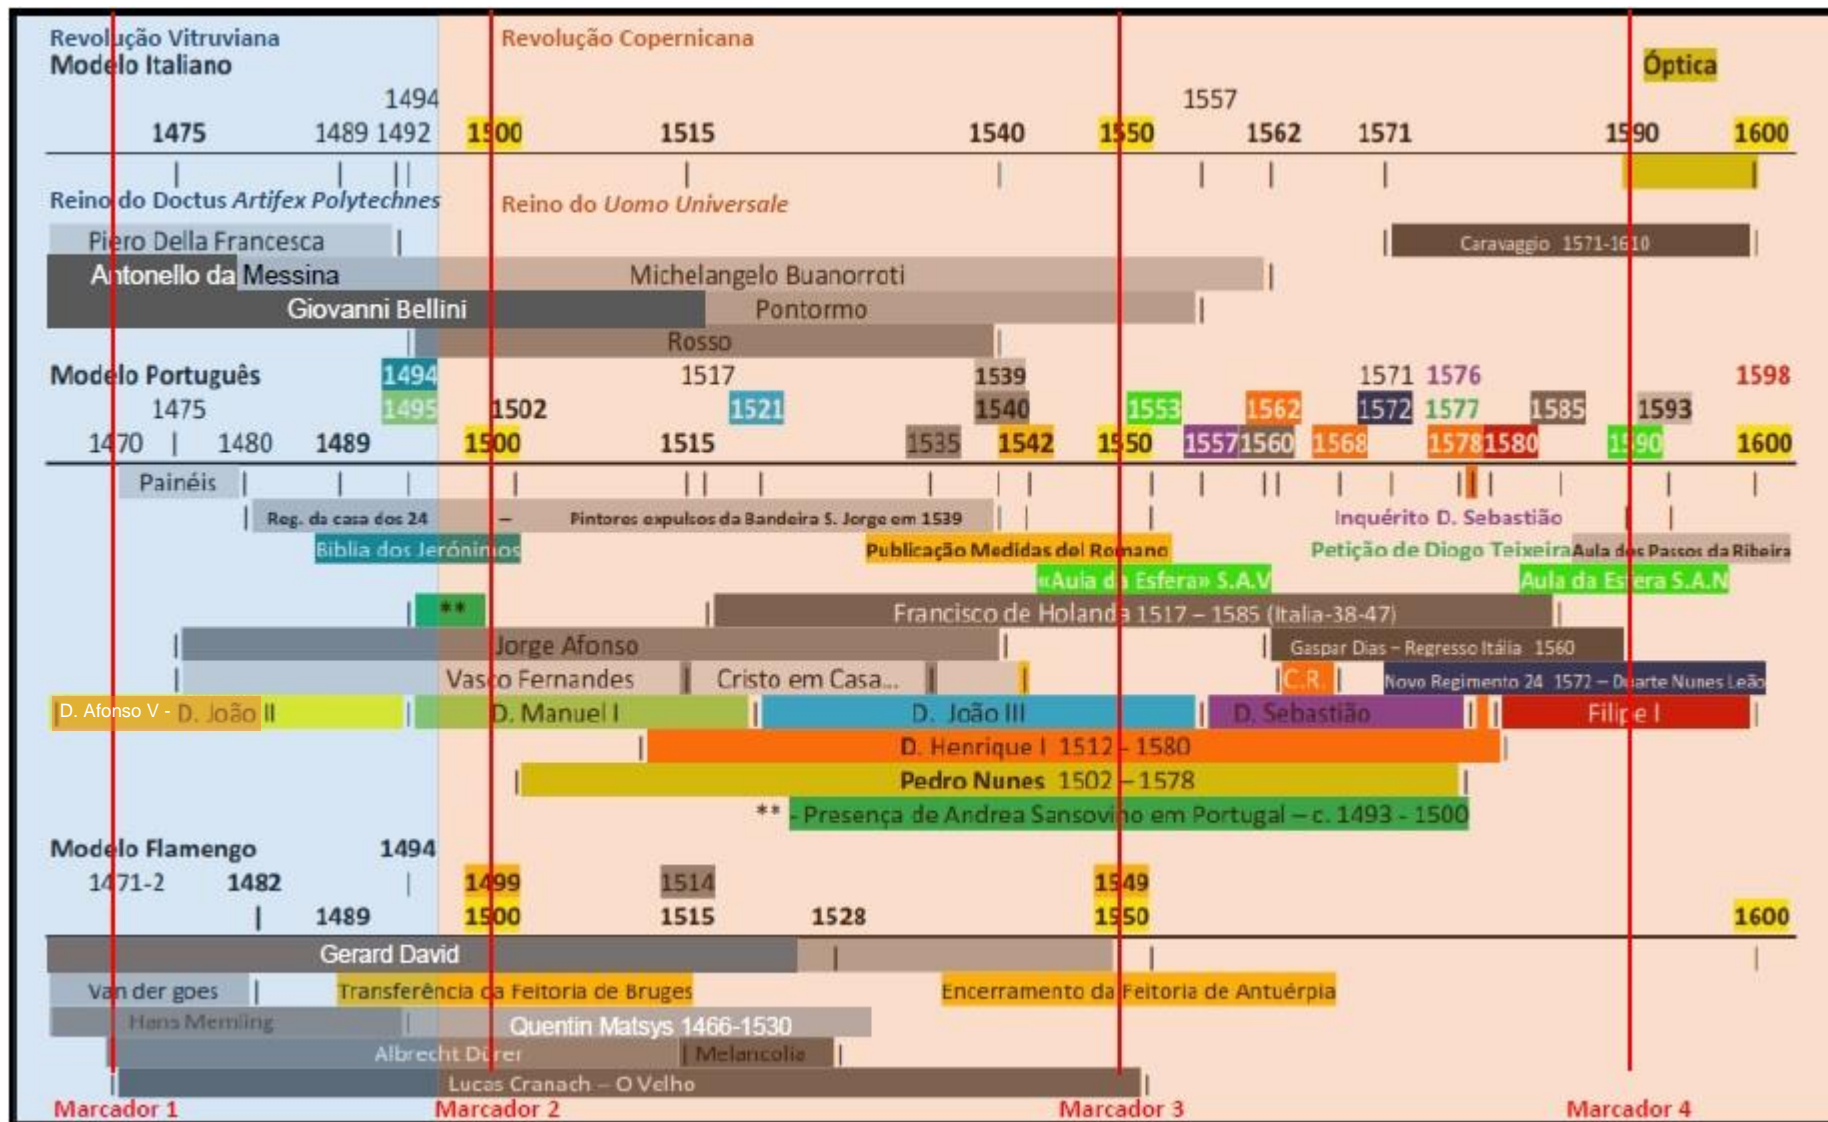 Revolução Vitruviana
Revolução Copernicana
Modelo Italiano
Óptica
1494 1557
1475 1489 1492 1500 1515 1540 1550 1562 1571 1590 1600
Reino do Doctus Artifex Polytechnes
Reino do Uomo Universale
Piero Della Francesca
Caravaggio 1571-1610
Antonello da Messina
Michelangelo Buanorroti
Giovanni Bellini
Pontormo
Rosso
Modelo Português 1494 1517 1539 1571 1576 1598
1475 1495 1502 1521 1540 1553 1562 1572 1577 1585 1593
1470 1480 1489 1500 1515 1535 1542 1550 1557 1560 1568 1578 1580 1590 1600
Painéis
Reg. da casa dos 24 – Pintores expulsos da Bandeira S. Jorge em 1539
Inquérito D. Sebastião
Biblia dos Jerónimos
Publicação Medidas del Romano
Petição de Diogo Teixeira
Aula dos Passos da Ribeira
«Aula da Esfera» S.A.V
Aula da Esfera S.A.N
**
Francisco de Holanda 1517 – 1585 (Italia-38-47)
Jorge Afonso
Gaspar Dias – Regresso Itália 1560
Vasco Fernandes
Cristo em Casa...
C.R.
Novo Regimento 24 1572 – Duarte Nunes Leão
D. Afonso V - D. João II
D. Manuel I
D. João III
D. Sebastião
Filipe I
D. Henrique I 1512 – 1580
Pedro Nunes 1502 – 1578
** - Presença de Andrea Sansovino em Portugal – c. 1493 - 1500
Modelo Flamengo 1494
1471-2 1482 1499 1514 1549
1489 1500 1515 1528 1550 1600
Gerard David
Van der goes
Transferência da Feitoria de Bruges
Encerramento da Feitoria de Antuérpia
Hans Memling
Quentin Matsys 1466-1530
Albrecht Dürer
Melancolia
Lucas Cranach – O Velho
Marcador 1
Marcador 2
Marcador 3
Marcador 4